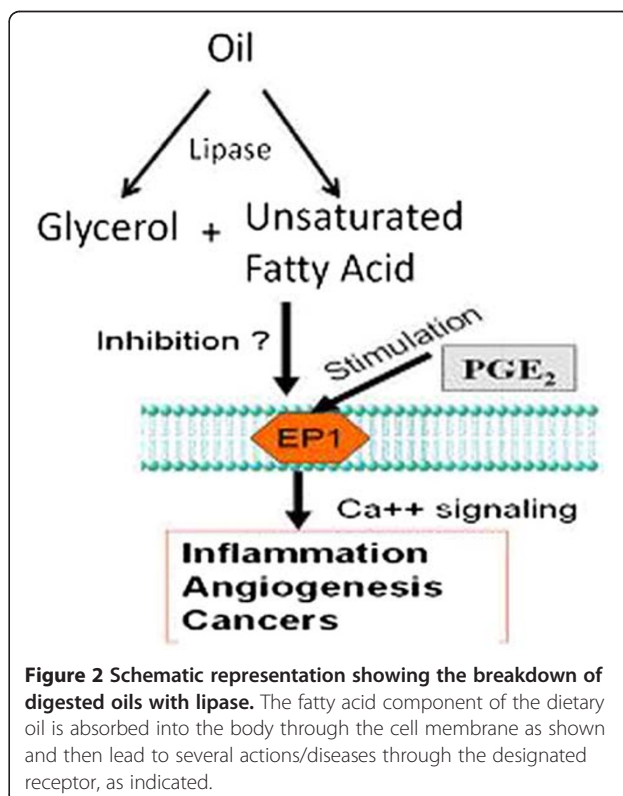 Oil
Lipase
Glycerol + Unsaturated
Fatty Acid
Inhibition ?
Stimulation
PGE₂
EP1
Ca++ signaling
Inflammation
Angiogenesis
Cancers
Figure 2 Schematic representation showing the breakdown of
digested oils with lipase. The fatty acid component of the dietary
oil is absorbed into the body through the cell membrane as shown
and then lead to several actions/diseases through the designated
receptor, as indicated.